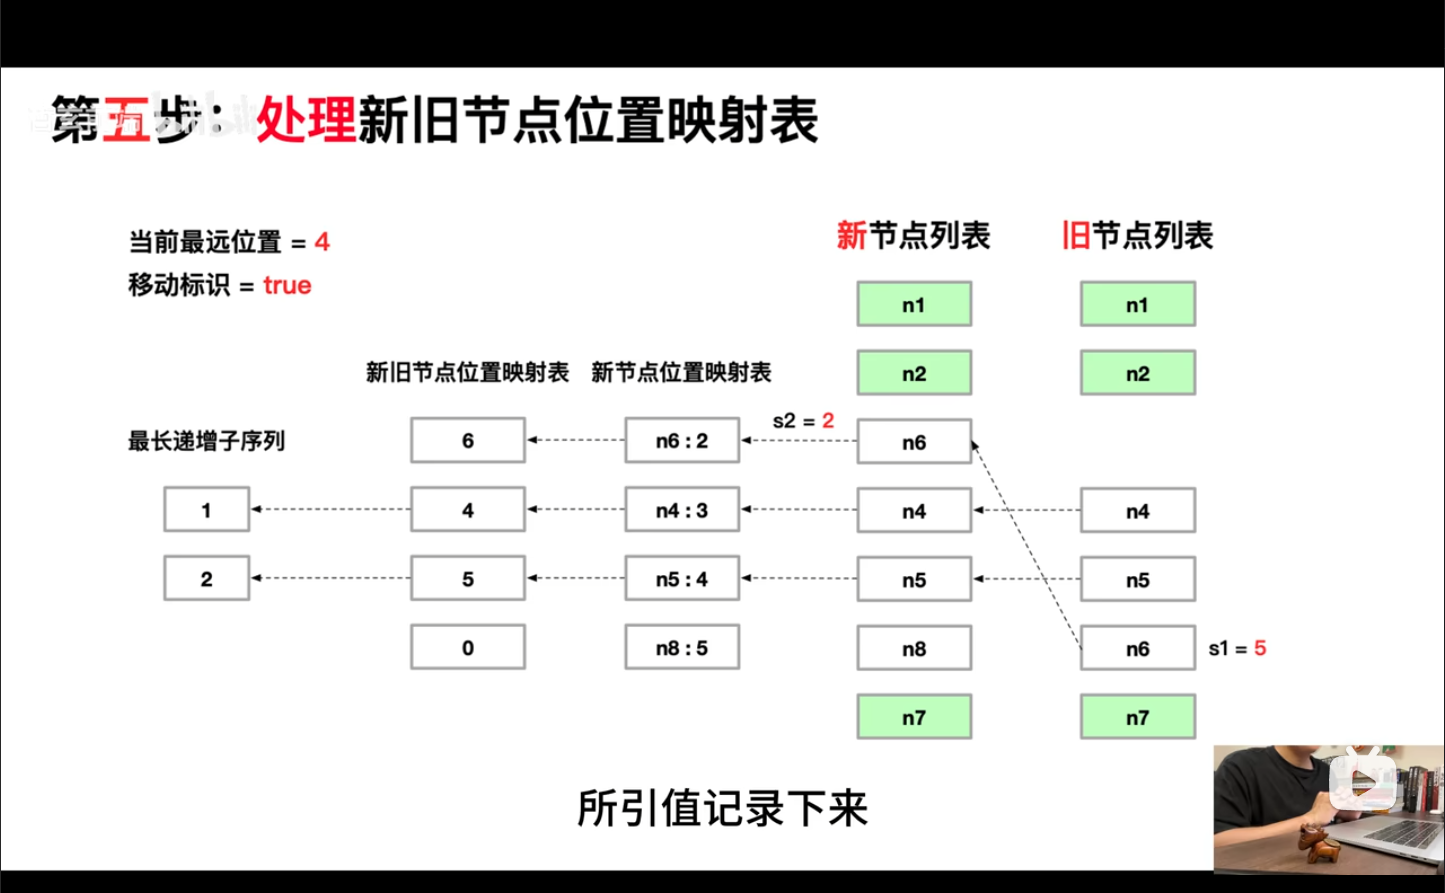 第五步：处理新旧节点位置映射表
当前最远位置 = 4
移动标识 = true
新节点列表 旧节点列表
n1 n1
新旧节点位置映射表 新节点位置映射表 n2 n2
最长递增子序列 6 n6 : 2 s2 = 2 n6
1 4 n4 : 3 n4 n4
2 5 n5 : 4 n5 n5
0 n8 : 5 n8 n6 s1 = 5
n7 n7
所引值记录下来